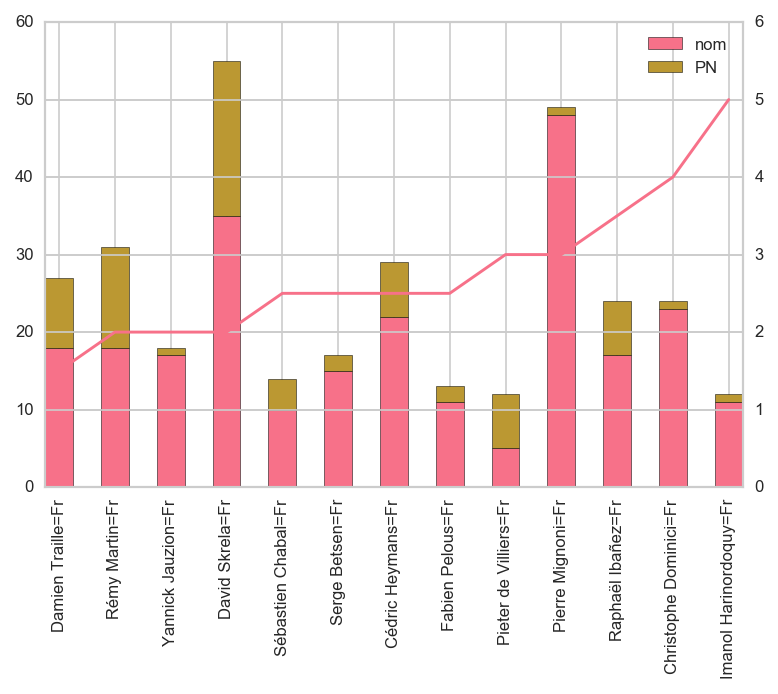 60
50
40
30
20
10
0
6
5
4
3
2
1
0
nom
PN
Damien Traille=Fr
Rémy Martin=Fr
Yannick Jauzion=Fr
David Skrela=Fr
Sébastien Chabal=Fr
Serge Betsen=Fr
Cédric Heymans=Fr
Fabien Pelous=Fr
Pieter de Villiers=Fr
Pierre Mignoni=Fr
Raphaël Ibañez=Fr
Christophe Dominici=Fr
Imanol Harinordoquy=Fr